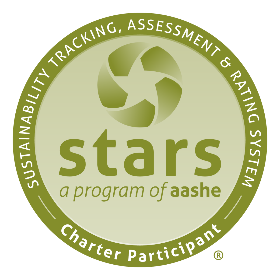 SUSTAINABILITY TRACKING, ASSESSMENT & RATING SYSTEM
stars
a program of aashe
Charter Participant
®